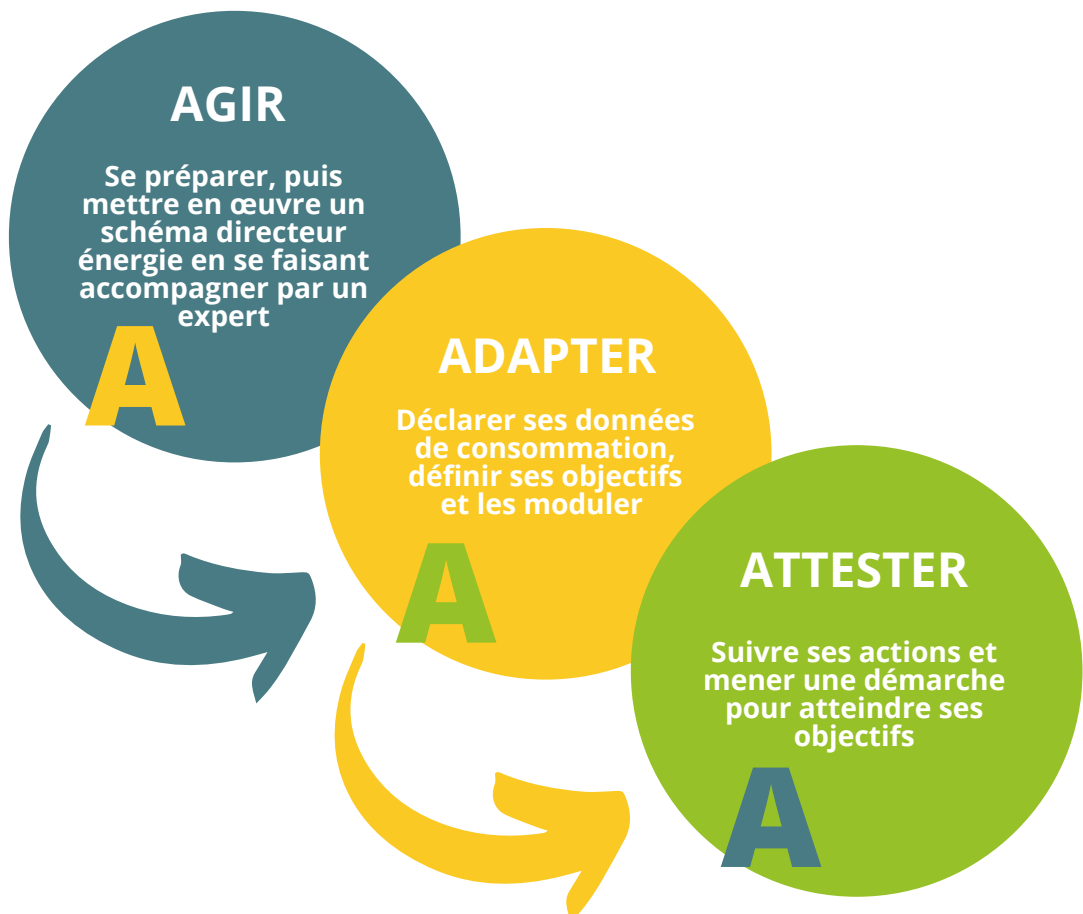 AGIR
Se préparer, puis
mettre en œuvre un
schéma directeur
énergie en se faisant
accompagner par un
expert
A
ADAPTER
Déclarer ses données
de consommation,
définir ses objectifs
et les moduler
A
ATTESTER
Suivre ses actions et
mener une démarche
pour atteindre ses
objectifs
A